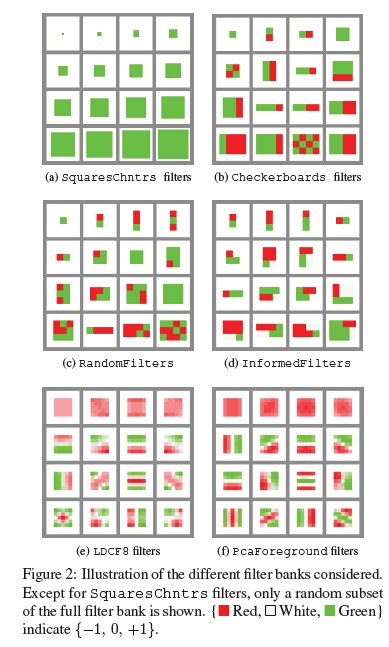 (a) SquaresChntrs filters
(b) Checkerboards filters
(c) RandomFilters
(d) InformedFilters
(e) LDCF8 filters
(f) PcaForeground filters
Figure 2: Illustration of the different filter banks considered.
Except for SquaresChntrs filters, only a random subset
of the full filter bank is shown. {■ Red, □ White, ■ Green}
indicate {−1, 0, +1}.